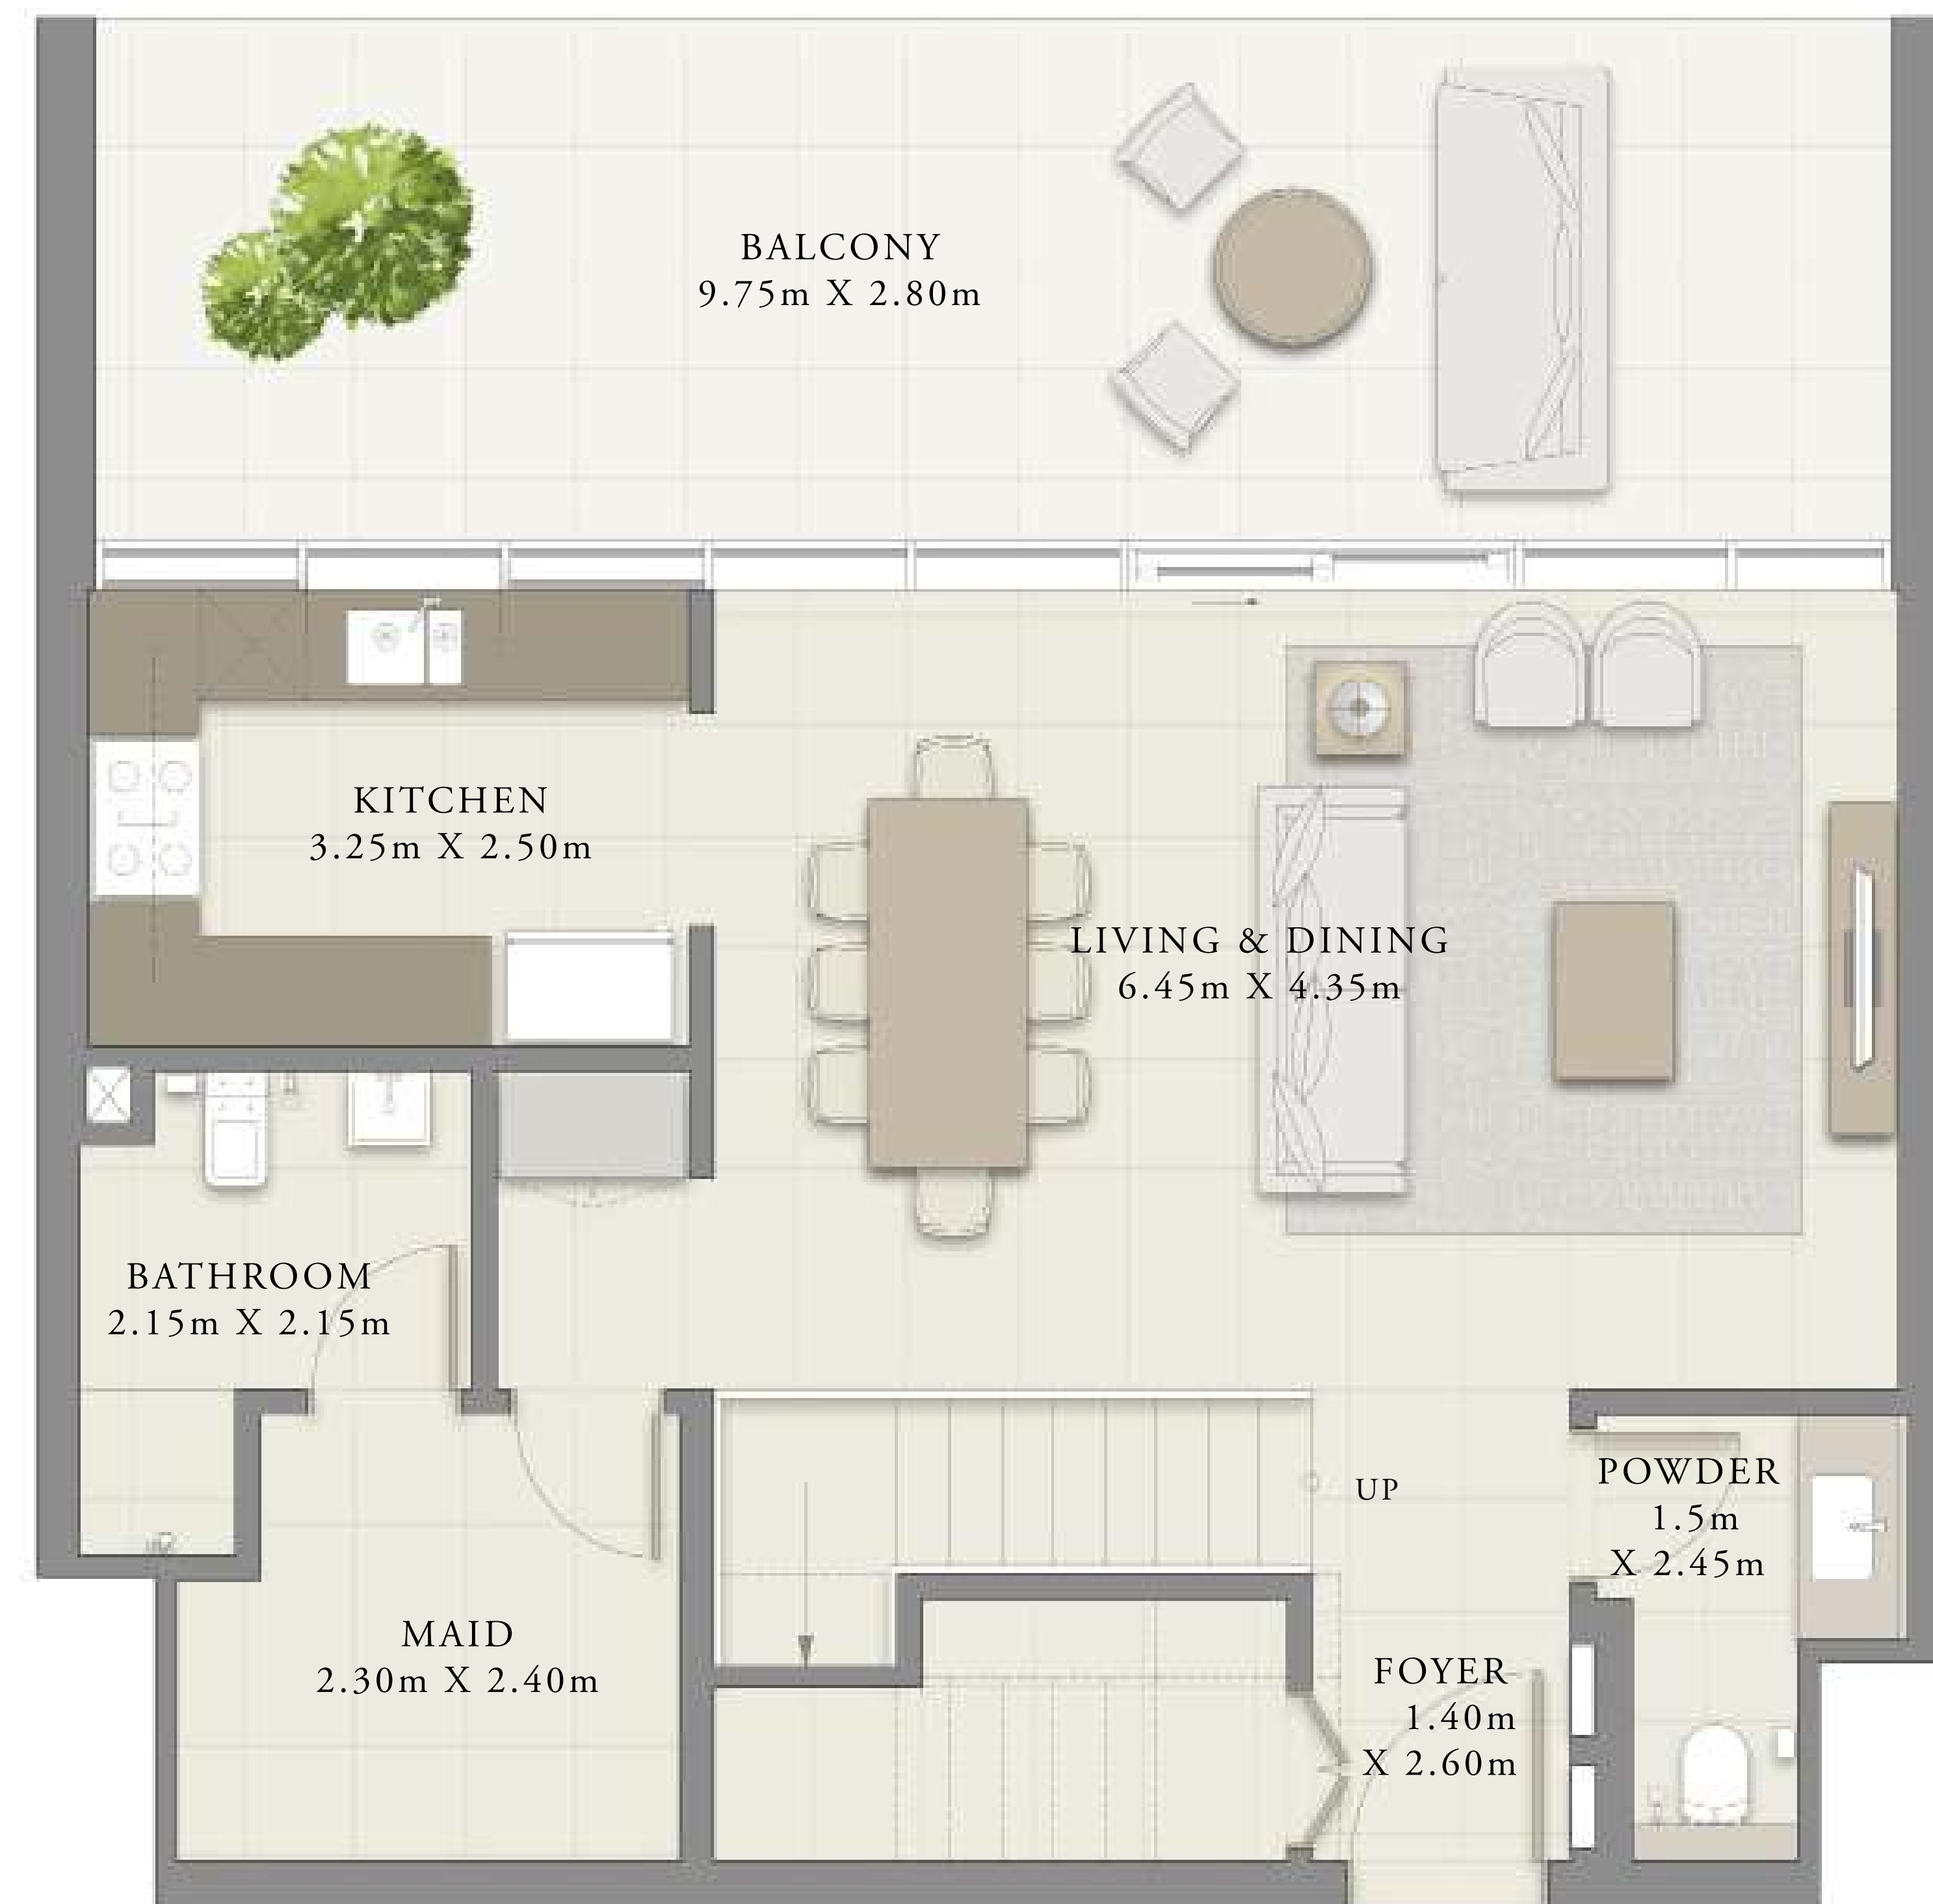 BALCONY
9.75m X 2.80m
KITCHEN
3.25m X 2.50m
LIVING & DINING
6.45m X 4.35m
BATHROOM
2.15m X 2.15m
UP
POWDER
1.5m
X 2.45m
MAID
2.30m X 2.40m
FOYER
1.40m
X 2.60m